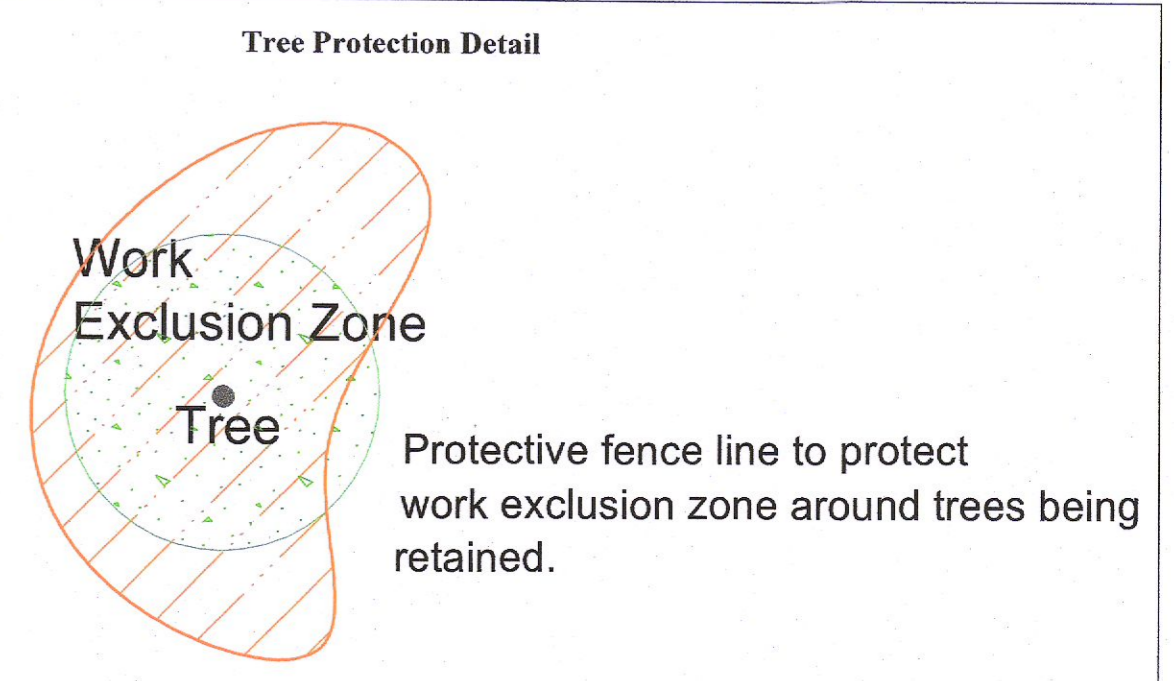 Tree Protection Detail
Work
Exclusion Zone
Tree
Protective fence line to protect
work exclusion zone around trees being
retained.